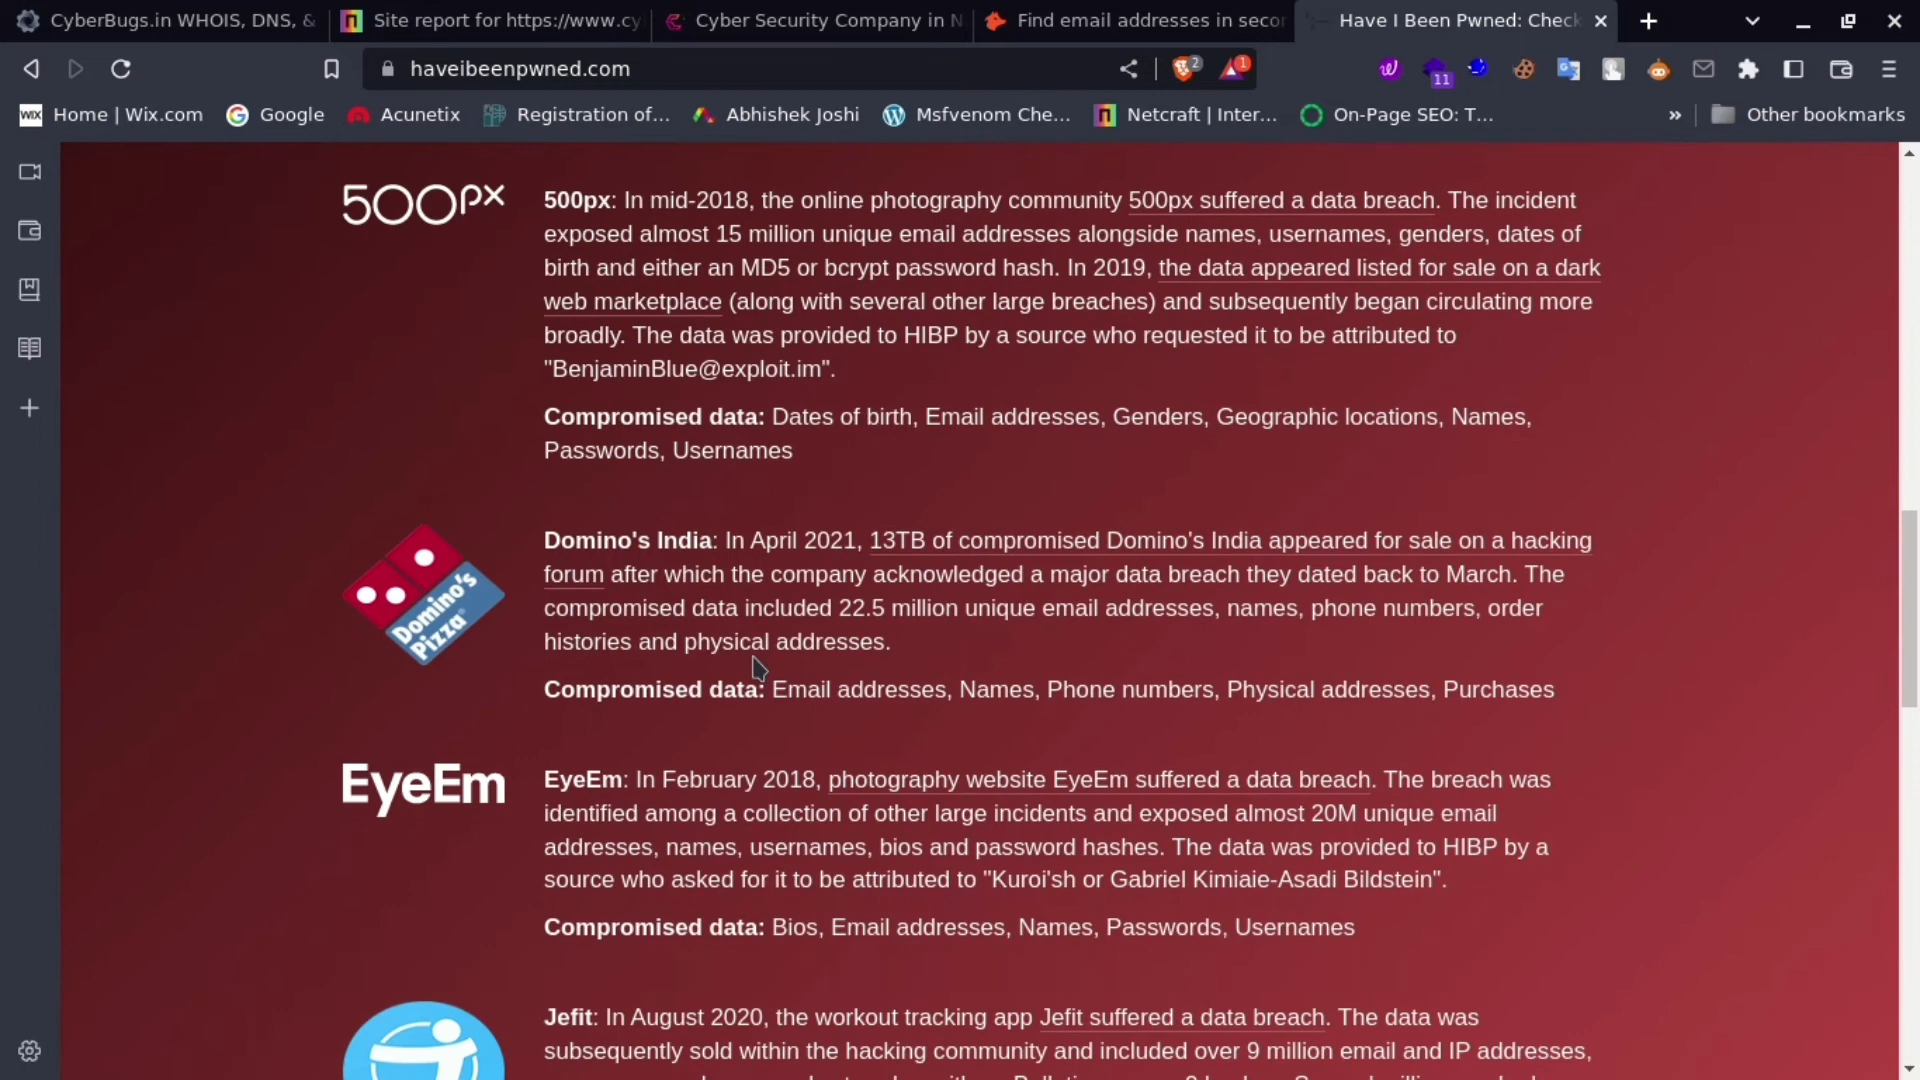 CyberBugs.in WHOIS, DNS, &
Site report for https://www.cy
Cyber Security Company in N
Find email addresses in secor
Have I Been Pwned: Check
haveibeenpwned.com
2
1
11
WIX
Home | Wix.com
Google
Acunetix
Registration of...
Abhishek Joshi
Msfvenom Che...
Netcraft | Inter...
On-Page SEO: T...
Other bookmarks
500px
500px: In mid-2018, the online photography community 500px suffered a data breach. The incident
exposed almost 15 million unique email addresses alongside names, usernames, genders, dates of
birth and either an MD5 or bcrypt password hash. In 2019, the data appeared listed for sale on a dark
web marketplace (along with several other large breaches) and subsequently began circulating more
broadly. The data was provided to HIBP by a source who requested it to be attributed to
"BenjaminBlue@exploit.im".
Compromised data: Dates of birth, Email addresses, Genders, Geographic locations, Names,
Passwords, Usernames
Domino's
Pizza
Domino's India: In April 2021, 13TB of compromised Domino's India appeared for sale on a hacking
forum after which the company acknowledged a major data breach they dated back to March. The
compromised data included 22.5 million unique email addresses, names, phone numbers, order
histories and physical addresses.
Compromised data: Email addresses, Names, Phone numbers, Physical addresses, Purchases
EyeEm
EyeEm: In February 2018, photography website EyeEm suffered a data breach. The breach was
identified among a collection of other large incidents and exposed almost 20M unique email
addresses, names, usernames, bios and password hashes. The data was provided to HIBP by a
source who asked for it to be attributed to "Kuroi'sh or Gabriel Kimiaie-Asadi Bildstein".
Compromised data: Bios, Email addresses, Names, Passwords, Usernames
Jefit: In August 2020, the workout tracking app Jefit suffered a data breach. The data was
subsequently sold within the hacking community and included over 9 million email and IP addresses,